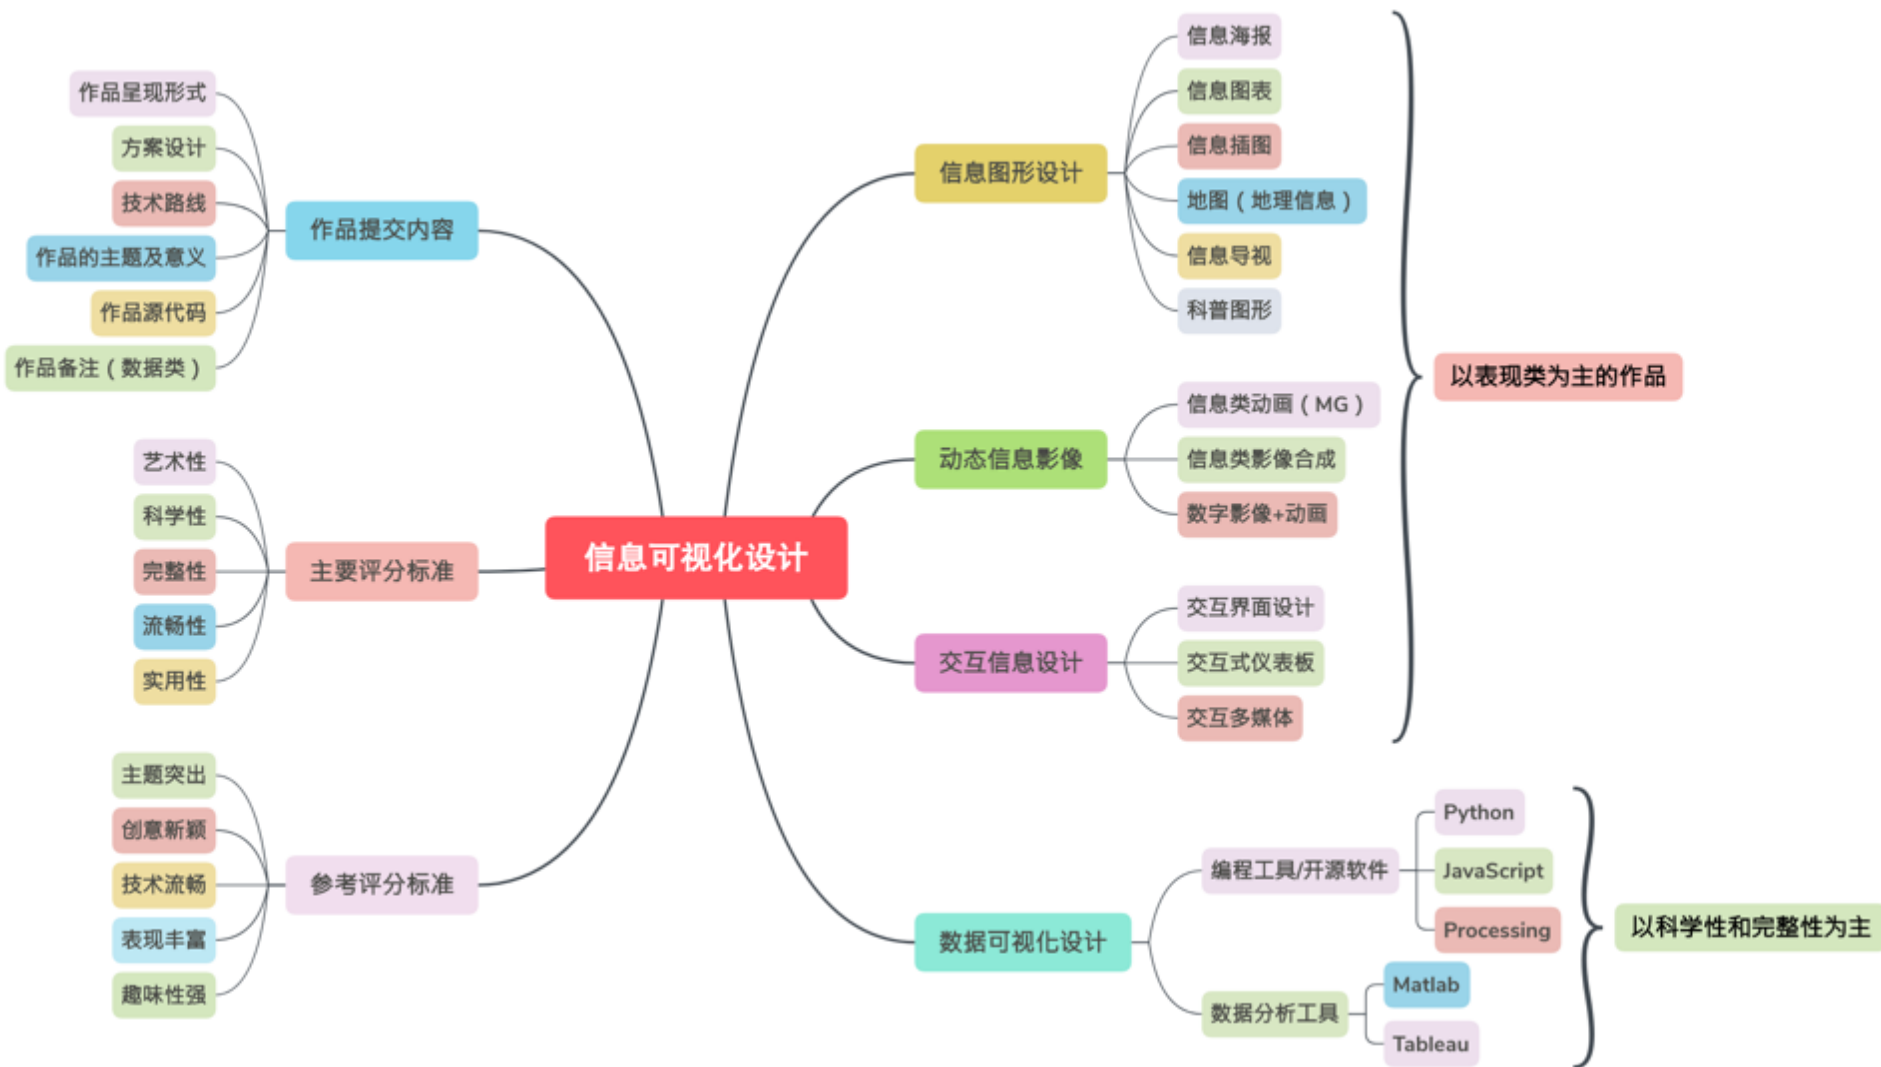 信息可视化设计
作品提交内容
作品呈现形式
方案设计
技术路线
作品的主题及意义
作品源代码
作品备注（数据类）
主要评分标准
艺术性
科学性
完整性
流畅性
实用性
参考评分标准
主题突出
创意新颖
技术流畅
表现丰富
趣味性强
信息图形设计
信息海报
信息图表
信息插图
地图（地理信息）
信息导视
科普图形
动态信息影像
信息类动画（MG）
信息类影像合成
数字影像+动画
交互信息设计
交互界面设计
交互式仪表板
交互多媒体
以表现类为主的作品
数据可视化设计
编程工具/开源软件
Python
JavaScript
Processing
数据分析工具
Matlab
Tableau
以科学性和完整性为主